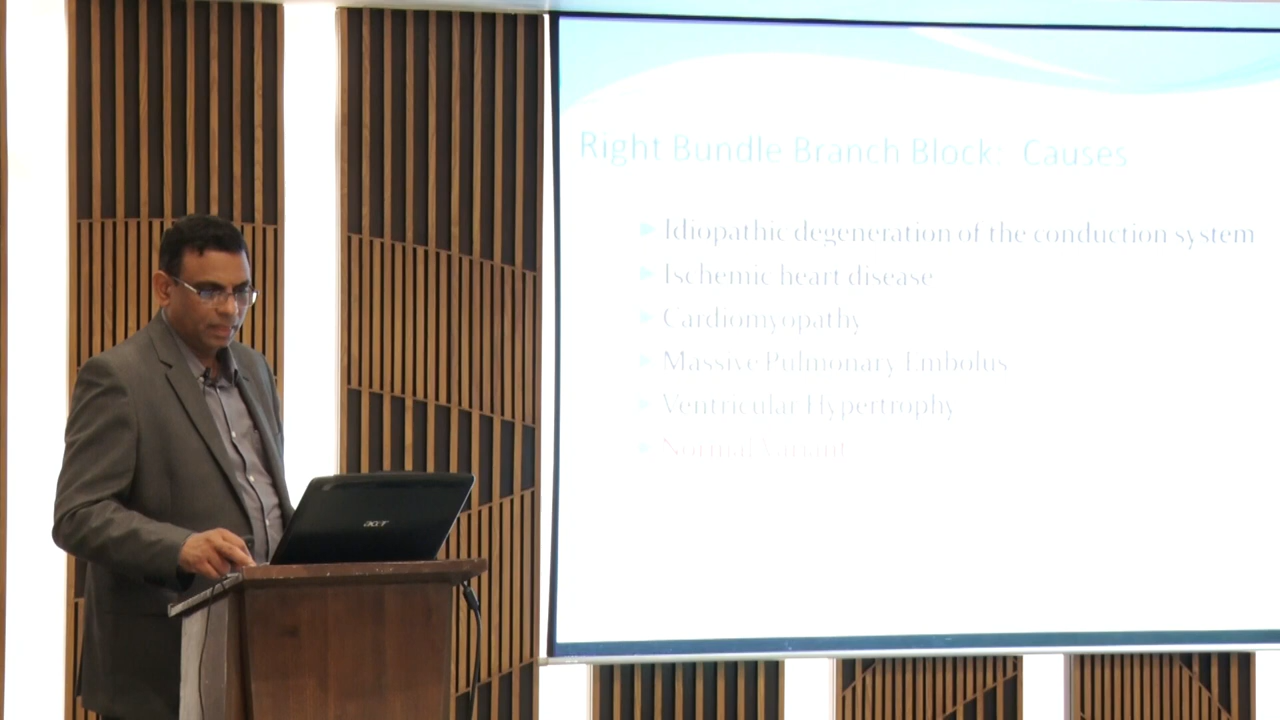 Right Bundle Branch Block: Causes
Idiopathic degeneration of the conduction system
Ischemic heart disease
Cardiomyopathy
Massive Pulmonary Embolus
Ventricular Hypertrophy
Normal Variant
acer